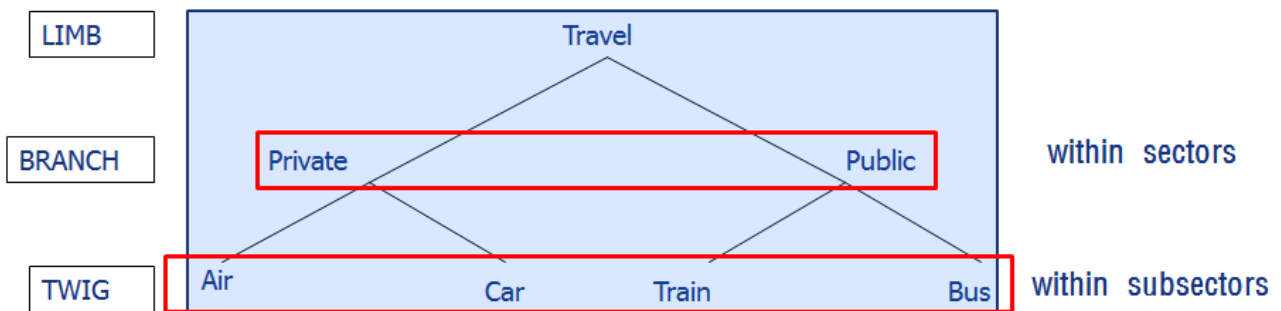 LIMB
Travel
BRANCH
Private
Public
within sectors
TWIG
Air
Car
Train
Bus
within subsectors